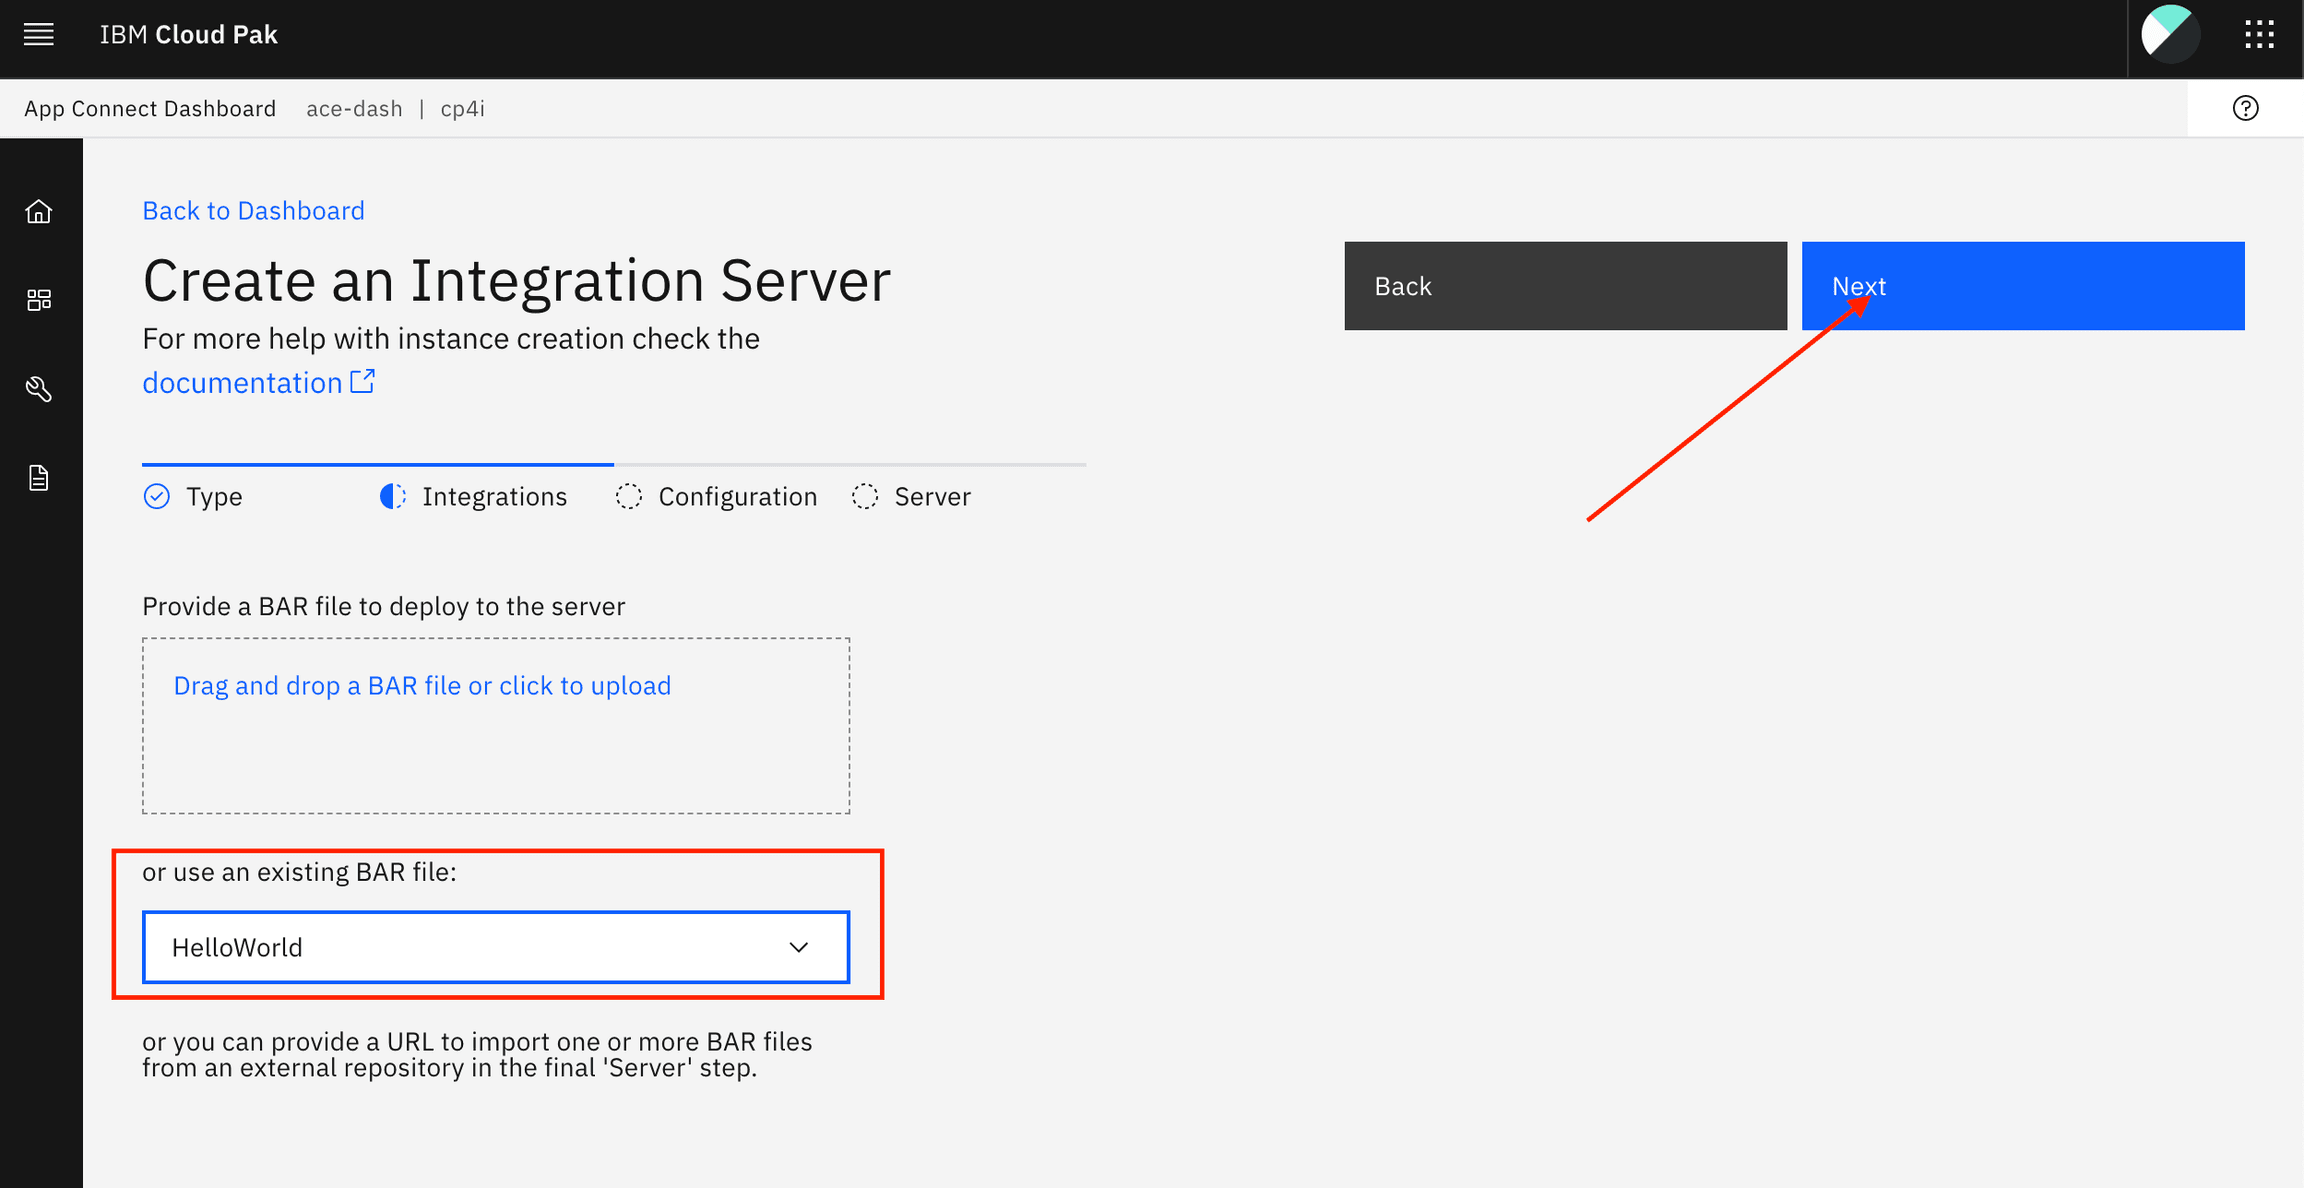 IBM Cloud Pak
App Connect Dashboard ace-dash | cp4i
Back to Dashboard
Create an Integration Server
For more help with instance creation check the
documentation
Back
Next
Type
Integrations
Configuration
Server
Provide a BAR file to deploy to the server
Drag and drop a BAR file or click to upload
or use an existing BAR file:
HelloWorld
or you can provide a URL to import one or more BAR files
from an external repository in the final 'Server' step.